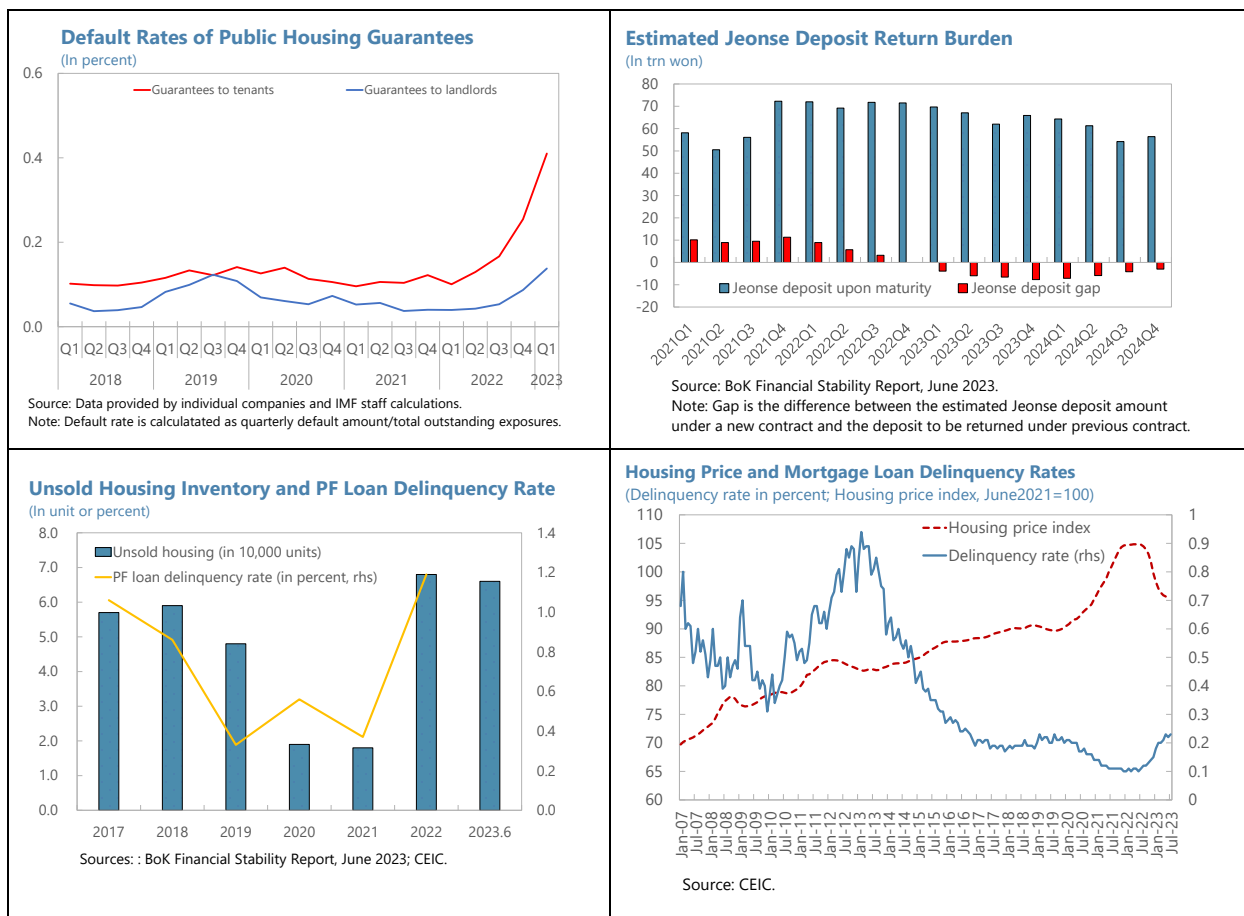 Default Rates of Public Housing Guarantees
(In percent)
0.6
Guarantees to tenants Guarantees to landlords
0.4
0.2
0.0
Q1 Q2 Q3 Q4 Q1 Q2 Q3 Q4 Q1 Q2 Q3 Q4 Q1 Q2 Q3 Q4 Q1 Q2 Q3 Q4 Q1
2018 2019 2020 2021 2022 2023
Source: Data provided by individual companies and IMF staff calculations.
Note: Default rate is calculatated as quarterly default amount/total outstanding exposures.
Estimated Jeonse Deposit Return Burden
(In trn won)
80
70
60
50
40
30
20
10
0
-10
-20
Jeonse deposit upon maturity Jeonse deposit gap
2021Q1 2021Q2 2021Q3 2021Q4 2022Q1 2022Q2 2022Q3 2022Q4 2023Q1 2023Q2 2023Q3 2023Q4 2024Q1 2024Q2 2024Q3 2024Q4
Source: BoK Financial Stability Report, June 2023.
Note: Gap is the difference between the estimated Jeonse deposit amount
under a new contract and the deposit to be returned under previous contract.
Unsold Housing Inventory and PF Loan Delinquency Rate
(In unit or percent)
8.0 1.4
Unsold housing (in 10,000 units)
7.0 1.2
PF loan delinquency rate (in percent, rhs)
6.0 1.0
5.0 0.8
4.0
3.0 0.6
2.0 0.4
1.0 0.2
0.0 0.0
2017 2018 2019 2020 2021 2022 2023.6
Sources: : BoK Financial Stability Report, June 2023; CEIC.
Housing Price and Mortgage Loan Delinquency Rates
(Delinquency rate in percent; Housing price index, June2021=100)
110 1
Housing price index
105 0.9
Delinquency rate (rhs)
100 0.8
95 0.7
90 0.6
85 0.5
80 0.4
75 0.3
70 0.2
65 0.1
60 0
Jan-07 Jul-07 Jan-08 Jul-08 Jan-09 Jul-09 Jan-10 Jul-10 Jan-11 Jul-11 Jan-12 Jul-12 Jan-13 Jul-13 Jan-14 Jul-14 Jan-15 Jul-15 Jan-16 Jul-16 Jan-17 Jul-17 Jan-18 Jul-18 Jan-19 Jul-19 Jan-20 Jul-20 Jan-21 Jul-21 Jan-22 Jul-22 Jan-23 Jul-23
Source: CEIC.